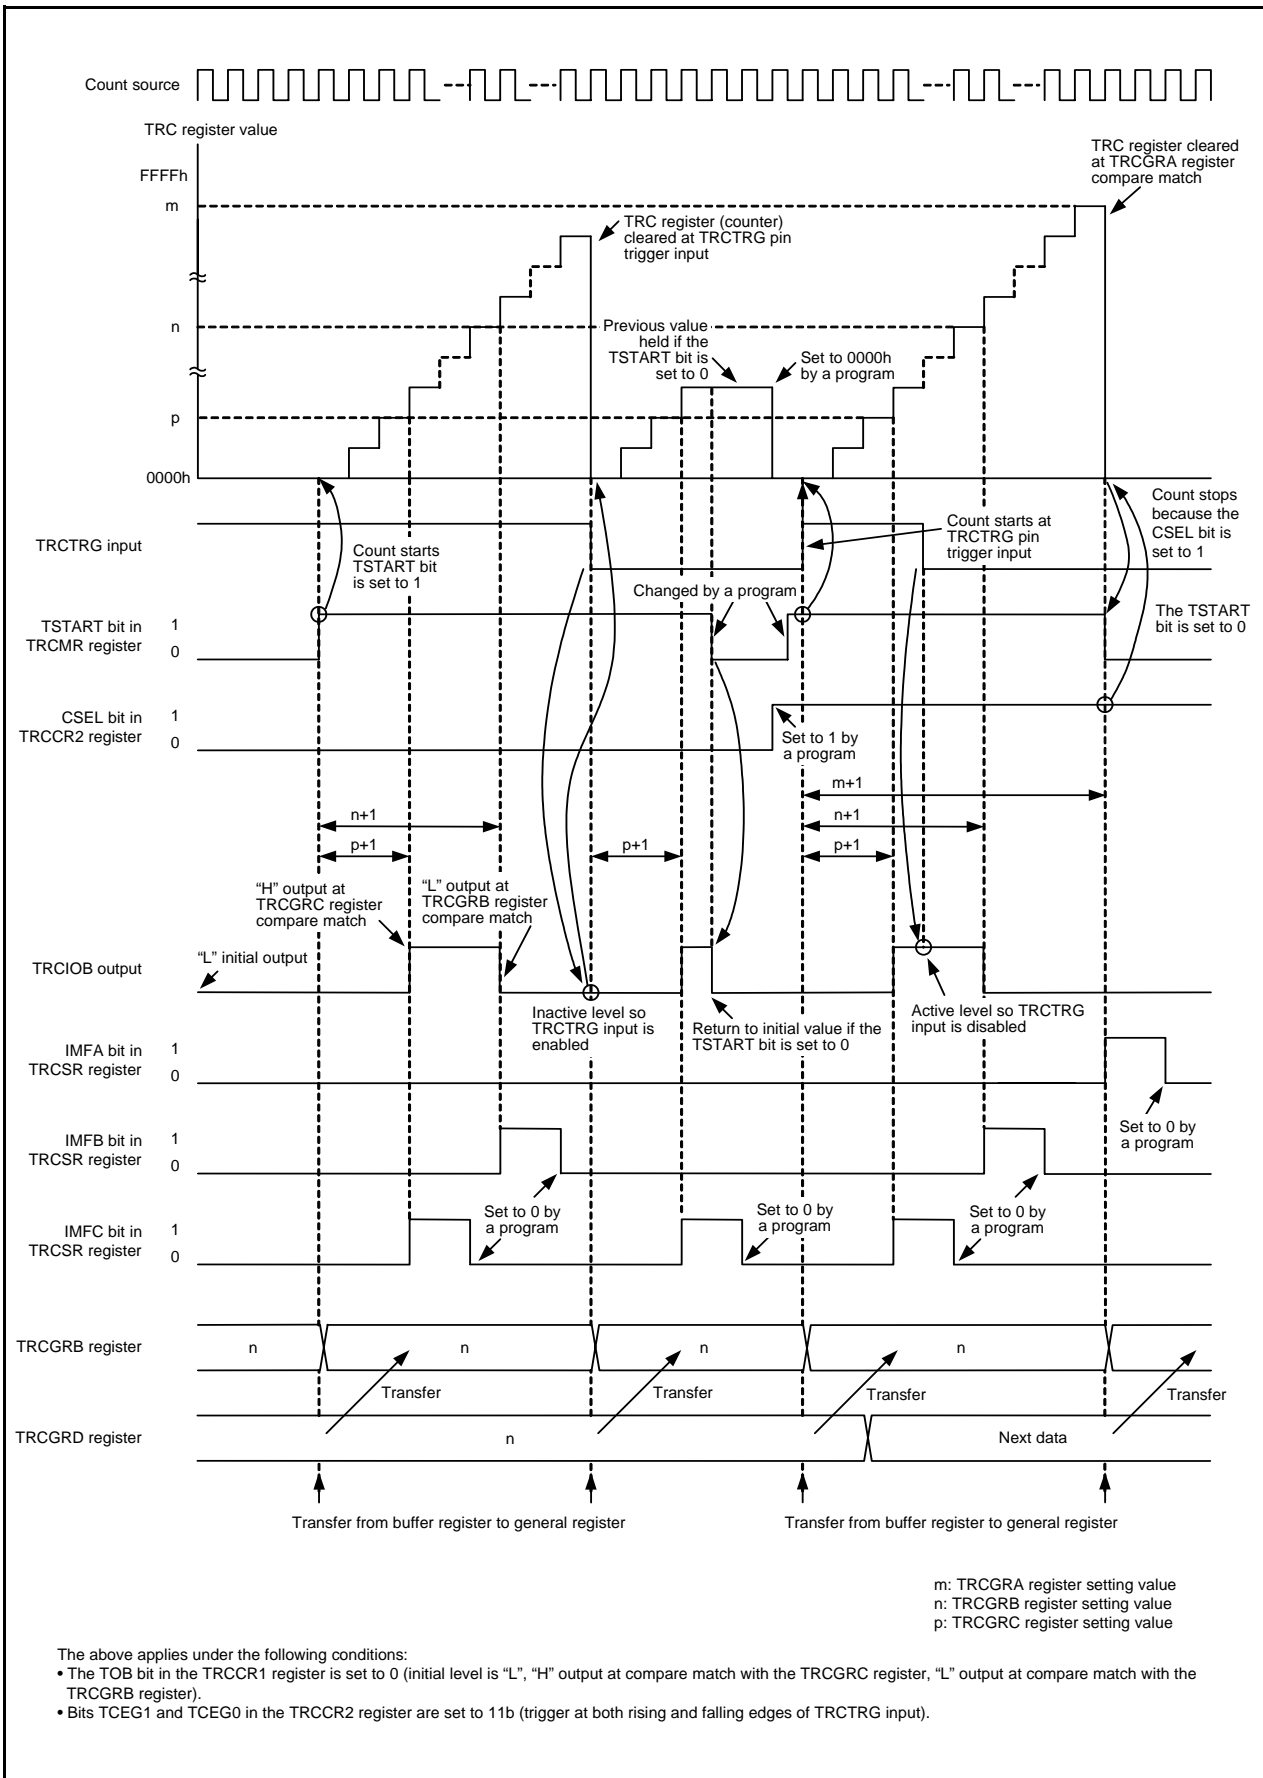 Count source
TRC register value
FFFFh
m
TRC register cleared
at TRCGRA register
compare match
TRC register (counter)
cleared at TRCTRG pin
trigger input
n
Previous value
held if the
TSTART bit is
set to 0
Set to 0000h
by a program
p
0000h
TRCTRG input
Count starts
TSTART bit
is set to 1
Count starts at
TRCTRG pin
trigger input
Count stops
because the
CSEL bit is
set to 1
Changed by a program
TSTART bit in
TRCMR register
1
0
The TSTART
bit is set to 0
CSEL bit in
TRCCR2 register
1
0
Set to 1 by
a program
m+1
n+1
n+1
p+1
p+1
p+1
“H” output at
TRCGRC register
compare match
“L” output at
TRCGRB register
compare match
TRCIOB output
“L” initial output
Inactive level so
TRCTRG input is
enabled
Return to initial value if the
TSTART bit is set to 0
Active level so TRCTRG
input is disabled
IMFA bit in
TRCSR register
1
0
Set to 0 by
a program
IMFB bit in
TRCSR register
1
0
Set to 0 by
a program
Set to 0 by
a program
Set to 0 by
a program
IMFC bit in
TRCSR register
1
0
TRCGRB register
n
n
n
n
Transfer
Transfer
Transfer
Transfer
TRCGRD register
n
Next data
Transfer from buffer register to general register
Transfer from buffer register to general register
m: TRCGRA register setting value
n: TRCGRB register setting value
p: TRCGRC register setting value
The above applies under the following conditions:
• The TOB bit in the TRCCR1 register is set to 0 (initial level is “L”, “H” output at compare match with the TRCGRC register, “L” output at compare match with the
TRCGRB register).
• Bits TCEG1 and TCEG0 in the TRCCR2 register are set to 11b (trigger at both rising and falling edges of TRCTRG input).